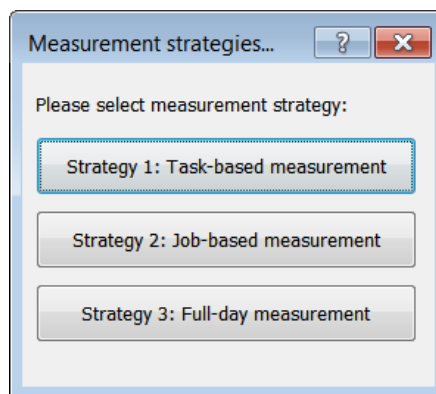 Measurement strategies...
?
Please select measurement strategy:
Strategy 1: Task-based measurement
Strategy 2: Job-based measurement
Strategy 3: Full-day measurement